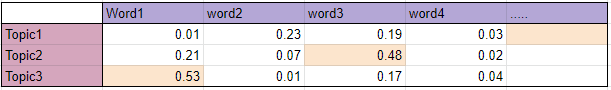 Word1 word2 word3 word4 .....
Topic1 0.01 0.23 0.19 0.03
Topic2 0.21 0.07 0.48 0.02
Topic3 0.53 0.01 0.17 0.04